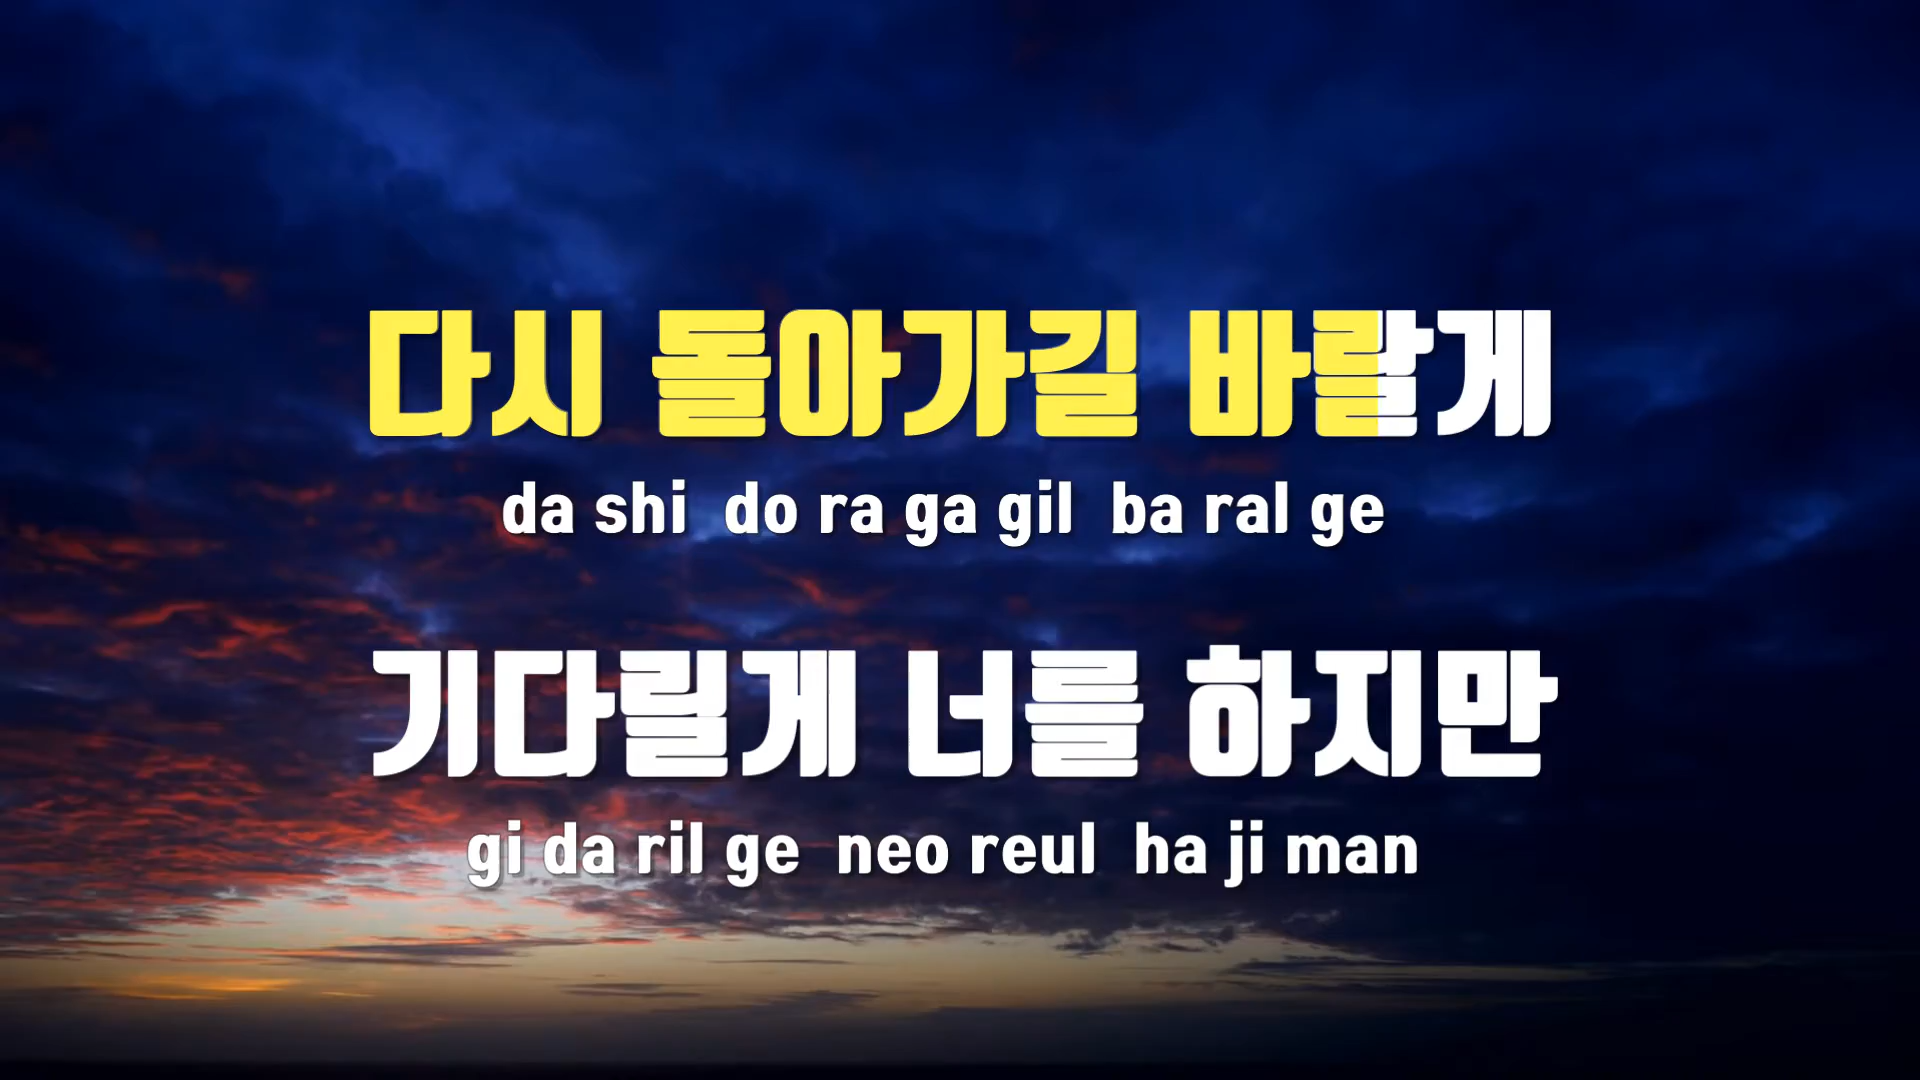 다시 돌아가길 바랄게
da shi do ra ga gil ba ral ge
기다릴게 너를 하지만
gi da ril ge neo reul ha ji man